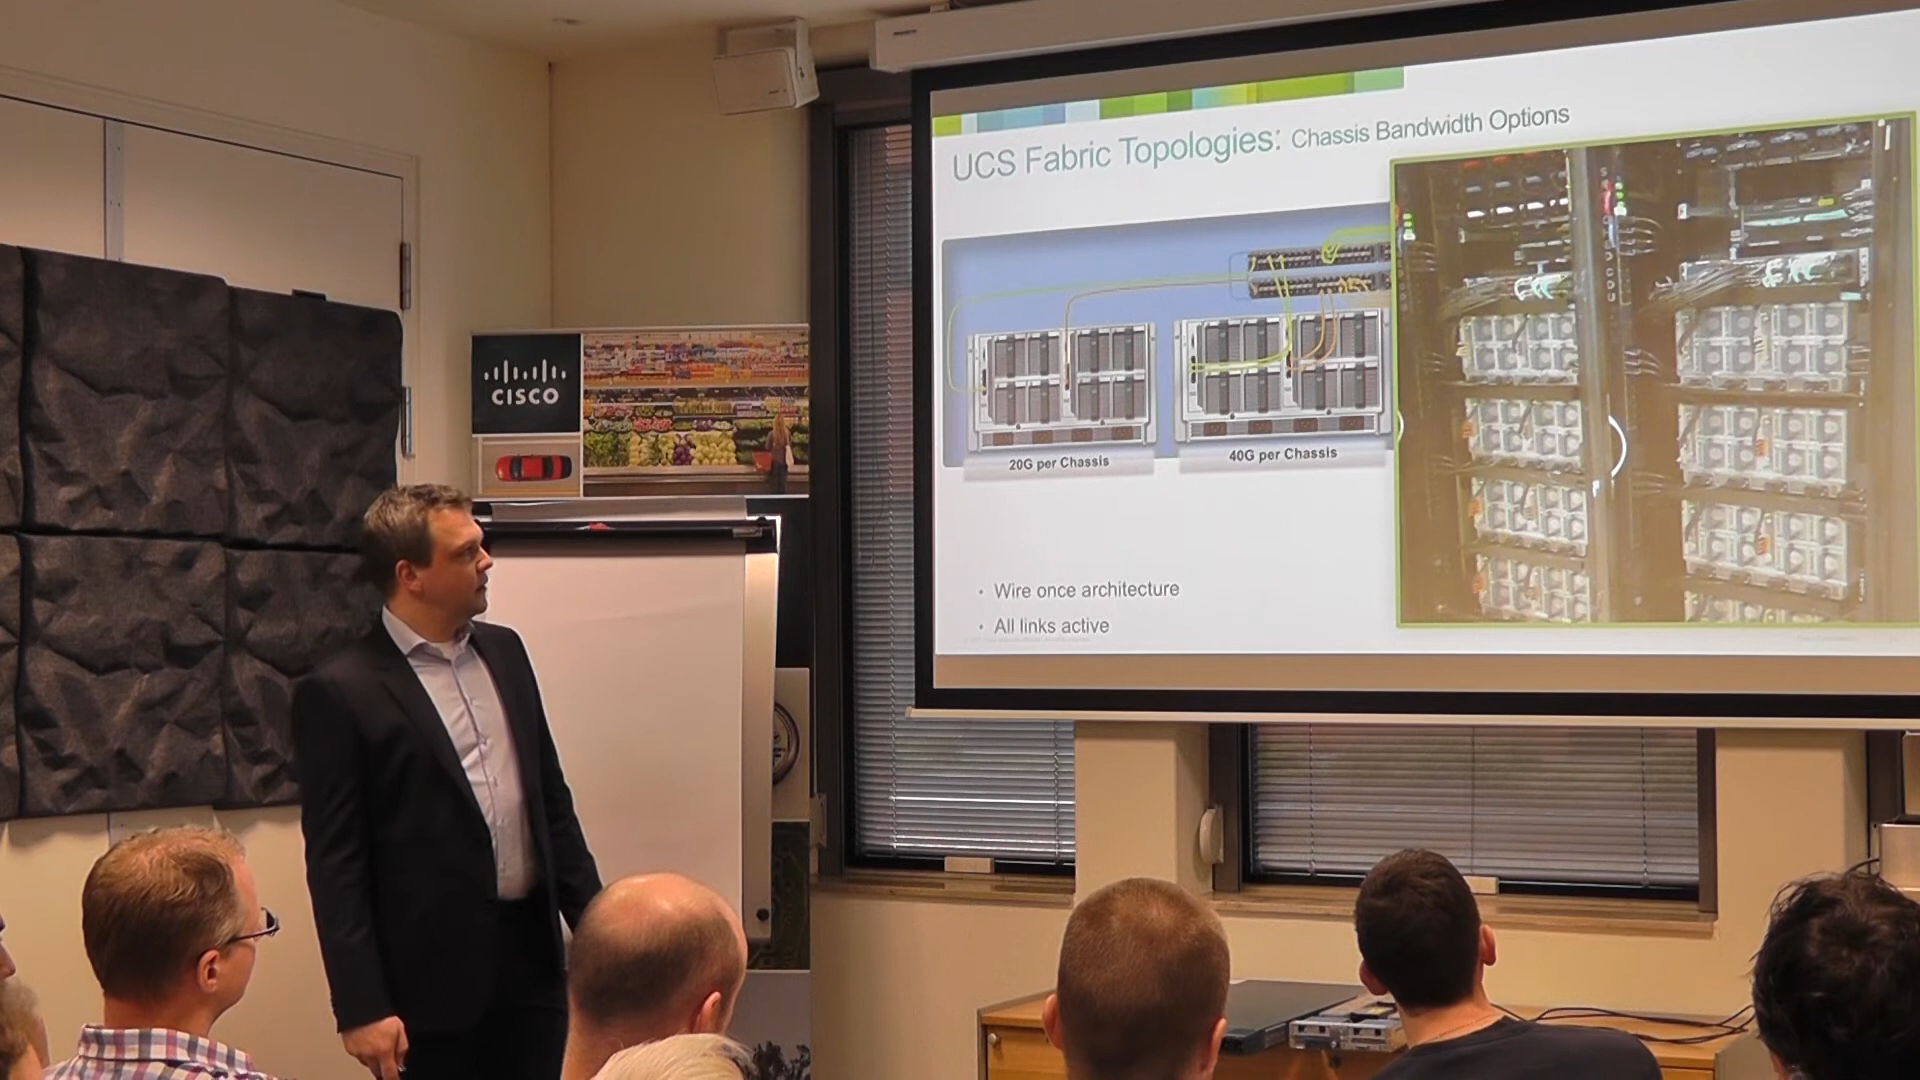 UCS Fabric Topologies: Chassis Bandwidth Options
CISCO
20G per Chassis
40G per Chassis
• Wire once architecture
• All links active